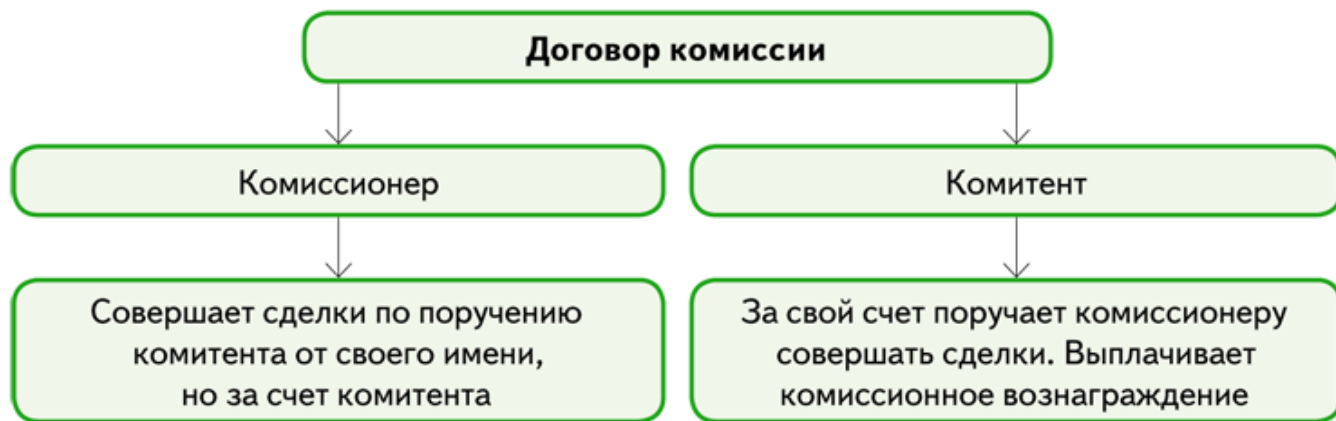 Договор комиссии
Комиссионер
Комитент
Совершает сделки по поручению
комитента от своего имени,
но за счет комитента
За свой счет поручает комиссионеру
совершать сделки. Выплачивает
комиссионное вознаграждение